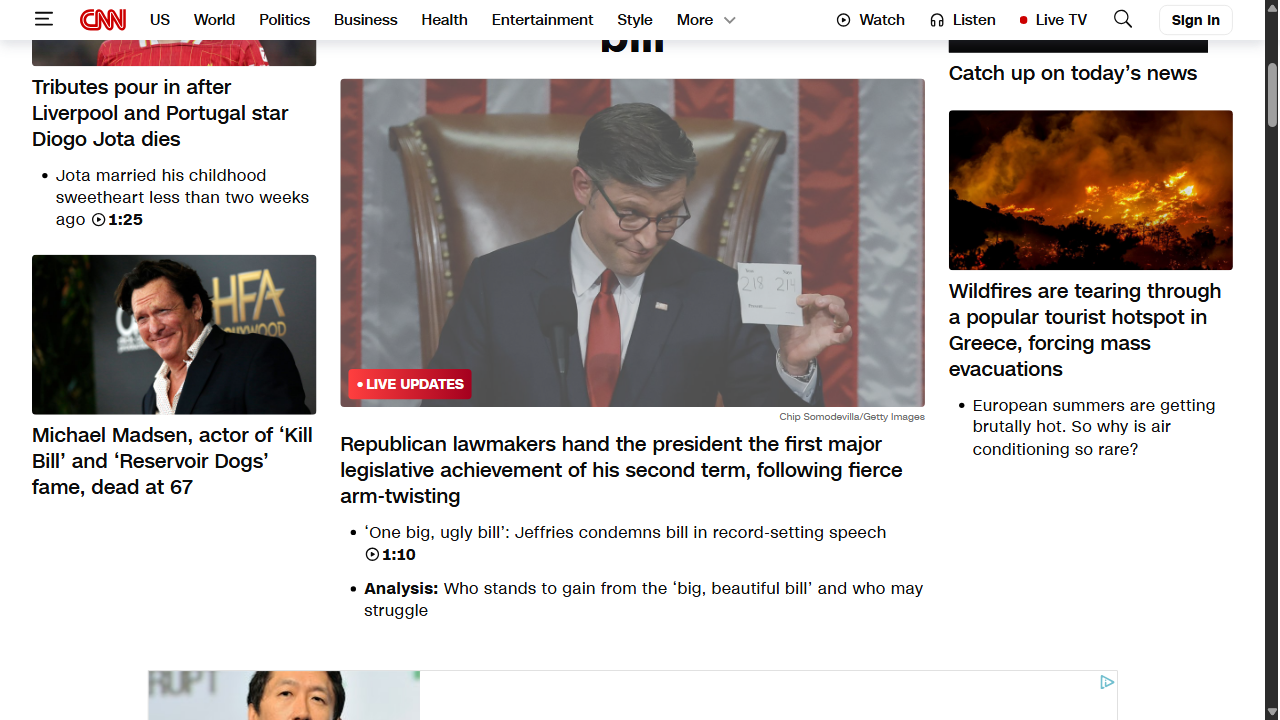 CNN US World Politics Business Health Entertainment Style More Watch Listen Live TV Sign In
Tributes pour in after
Liverpool and Portugal star
Diogo Jota dies
Jota married his childhood
sweetheart less than two weeks
ago 1:25
HFA
HOLLYWOOD
Michael Madsen, actor of ‘Kill
Bill’ and ‘Reservoir Dogs’
fame, dead at 67
bill
218 214
LIVE UPDATES
Chip Somodevilla/Getty Images
Republican lawmakers hand the president the first major
legislative achievement of his second term, following fierce
arm-twisting
‘One big, ugly bill’: Jeffries condemns bill in record-setting speech
1:10
Analysis: Who stands to gain from the ‘big, beautiful bill’ and who may
struggle
Catch up on today’s news
Wildfires are tearing through
a popular tourist hotspot in
Greece, forcing mass
evacuations
European summers are getting
brutally hot. So why is air
conditioning so rare?
RUPT